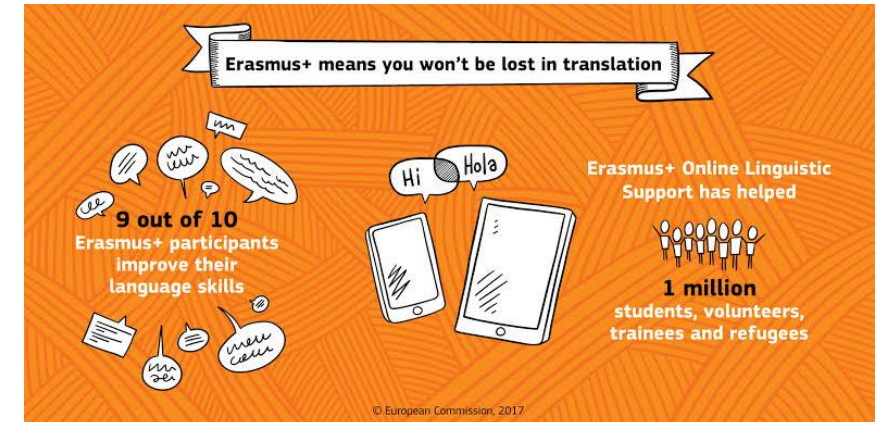 Erasmus+ means you won't be lost in translation
9 out of 10
Erasmus+ participants
improve their
language skills
Hi
Hola
Erasmus+ Online Linguistic
Support has helped
1 million
students, volunteers,
trainees and refugees
© European Commission, 2017